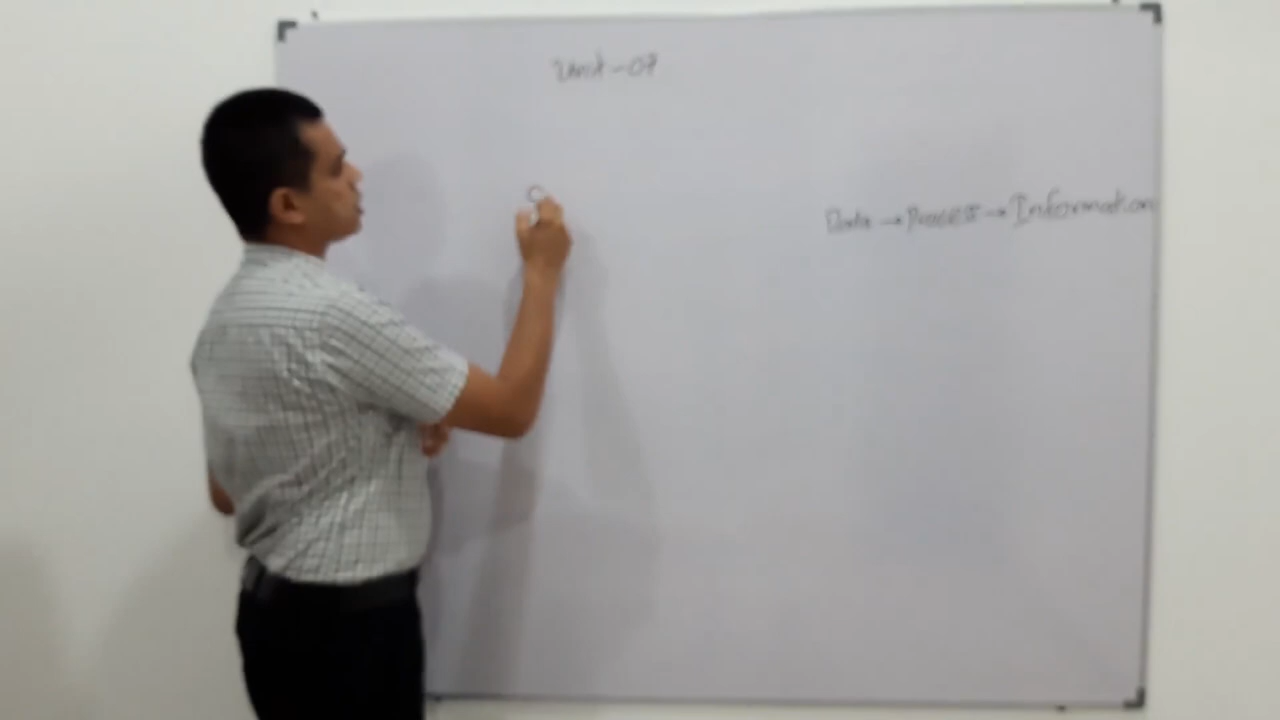 Unit - 07
Data → Process → Information